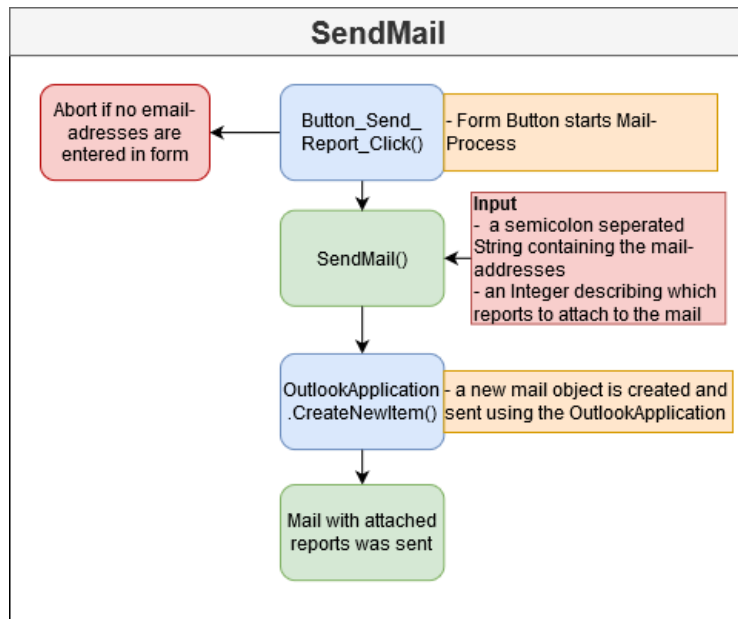 SendMail
Abort if no email-
adresses are
entered in form
Button_Send_
Report_Click()
- Form Button starts Mail-
Process
SendMail()
Input
- a semicolon seperated
String containing the mail-
addresses
- an Integer describing which
reports to attach to the mail
OutlookApplication
.CreateNewItem()
- a new mail object is created and
sent using the OutlookApplication
Mail with attached
reports was sent